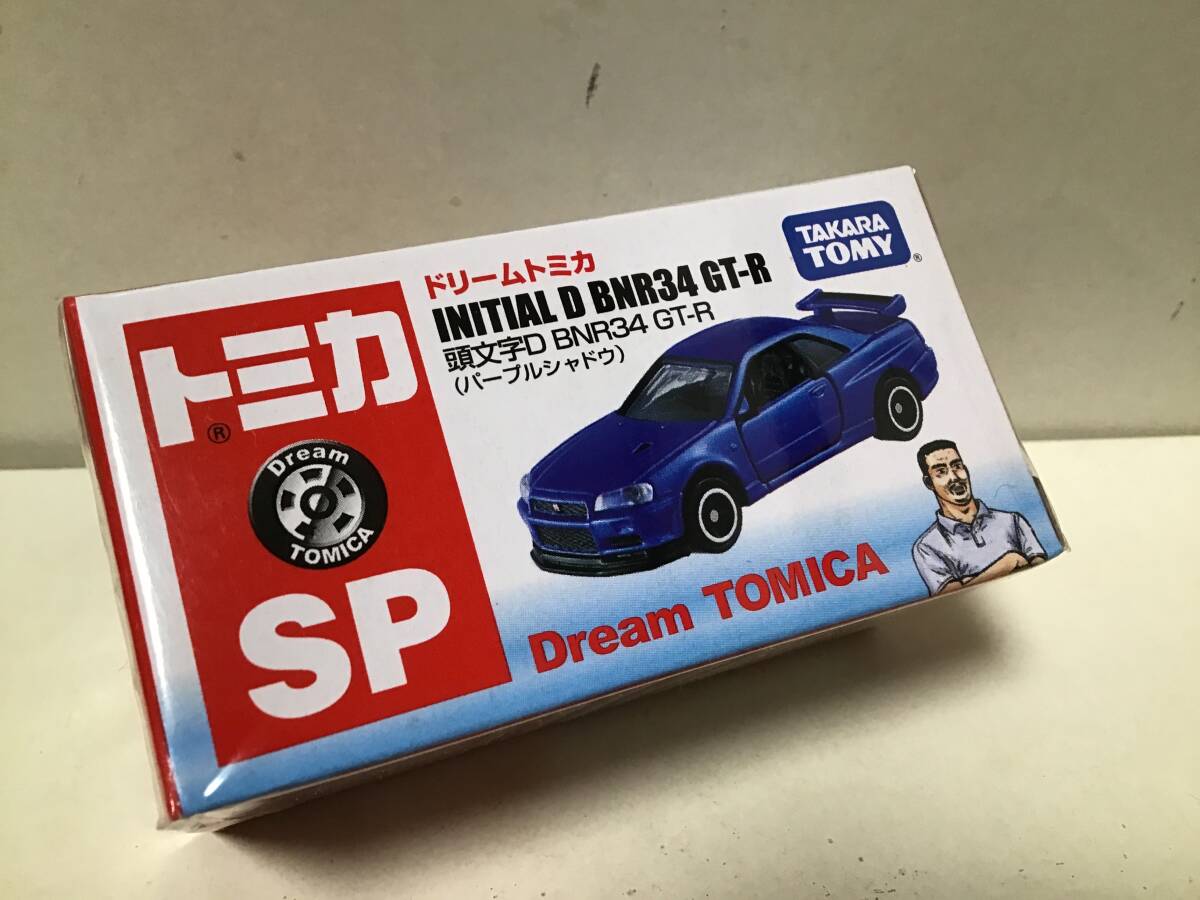 トミカ
®
Dream
TOMICA
SP
ドリームトミカ
INITIAL D BNR34 GT-R
頭文字D BNR34 GT-R
(パープルシャドウ)
TAKARA
TOMY
®
Dream TOMICA